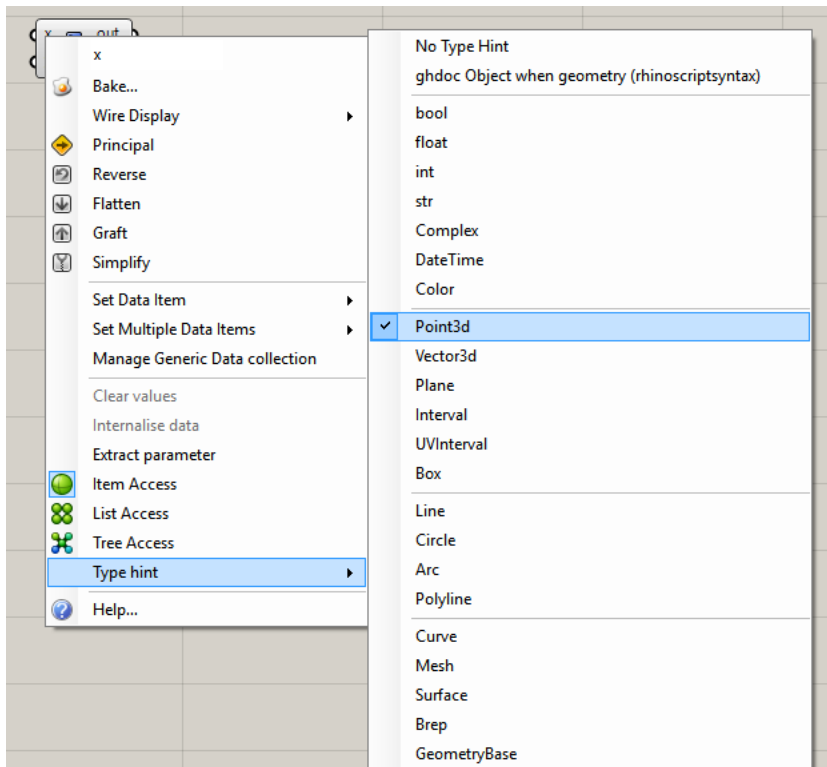 x
out
x
Bake...
Wire Display
Principal
Reverse
Flatten
Graft
Simplify
Set Data Item
Set Multiple Data Items
Manage Generic Data collection
Clear values
Internalise data
Extract parameter
Item Access
List Access
Tree Access
Type hint
Help...
No Type Hint
ghdoc Object when geometry (rhinoscriptsyntax)
bool
float
int
str
Complex
DateTime
Color
Point3d
Vector3d
Plane
Interval
UVInterval
Box
Line
Circle
Arc
Polyline
Curve
Mesh
Surface
Brep
GeometryBase